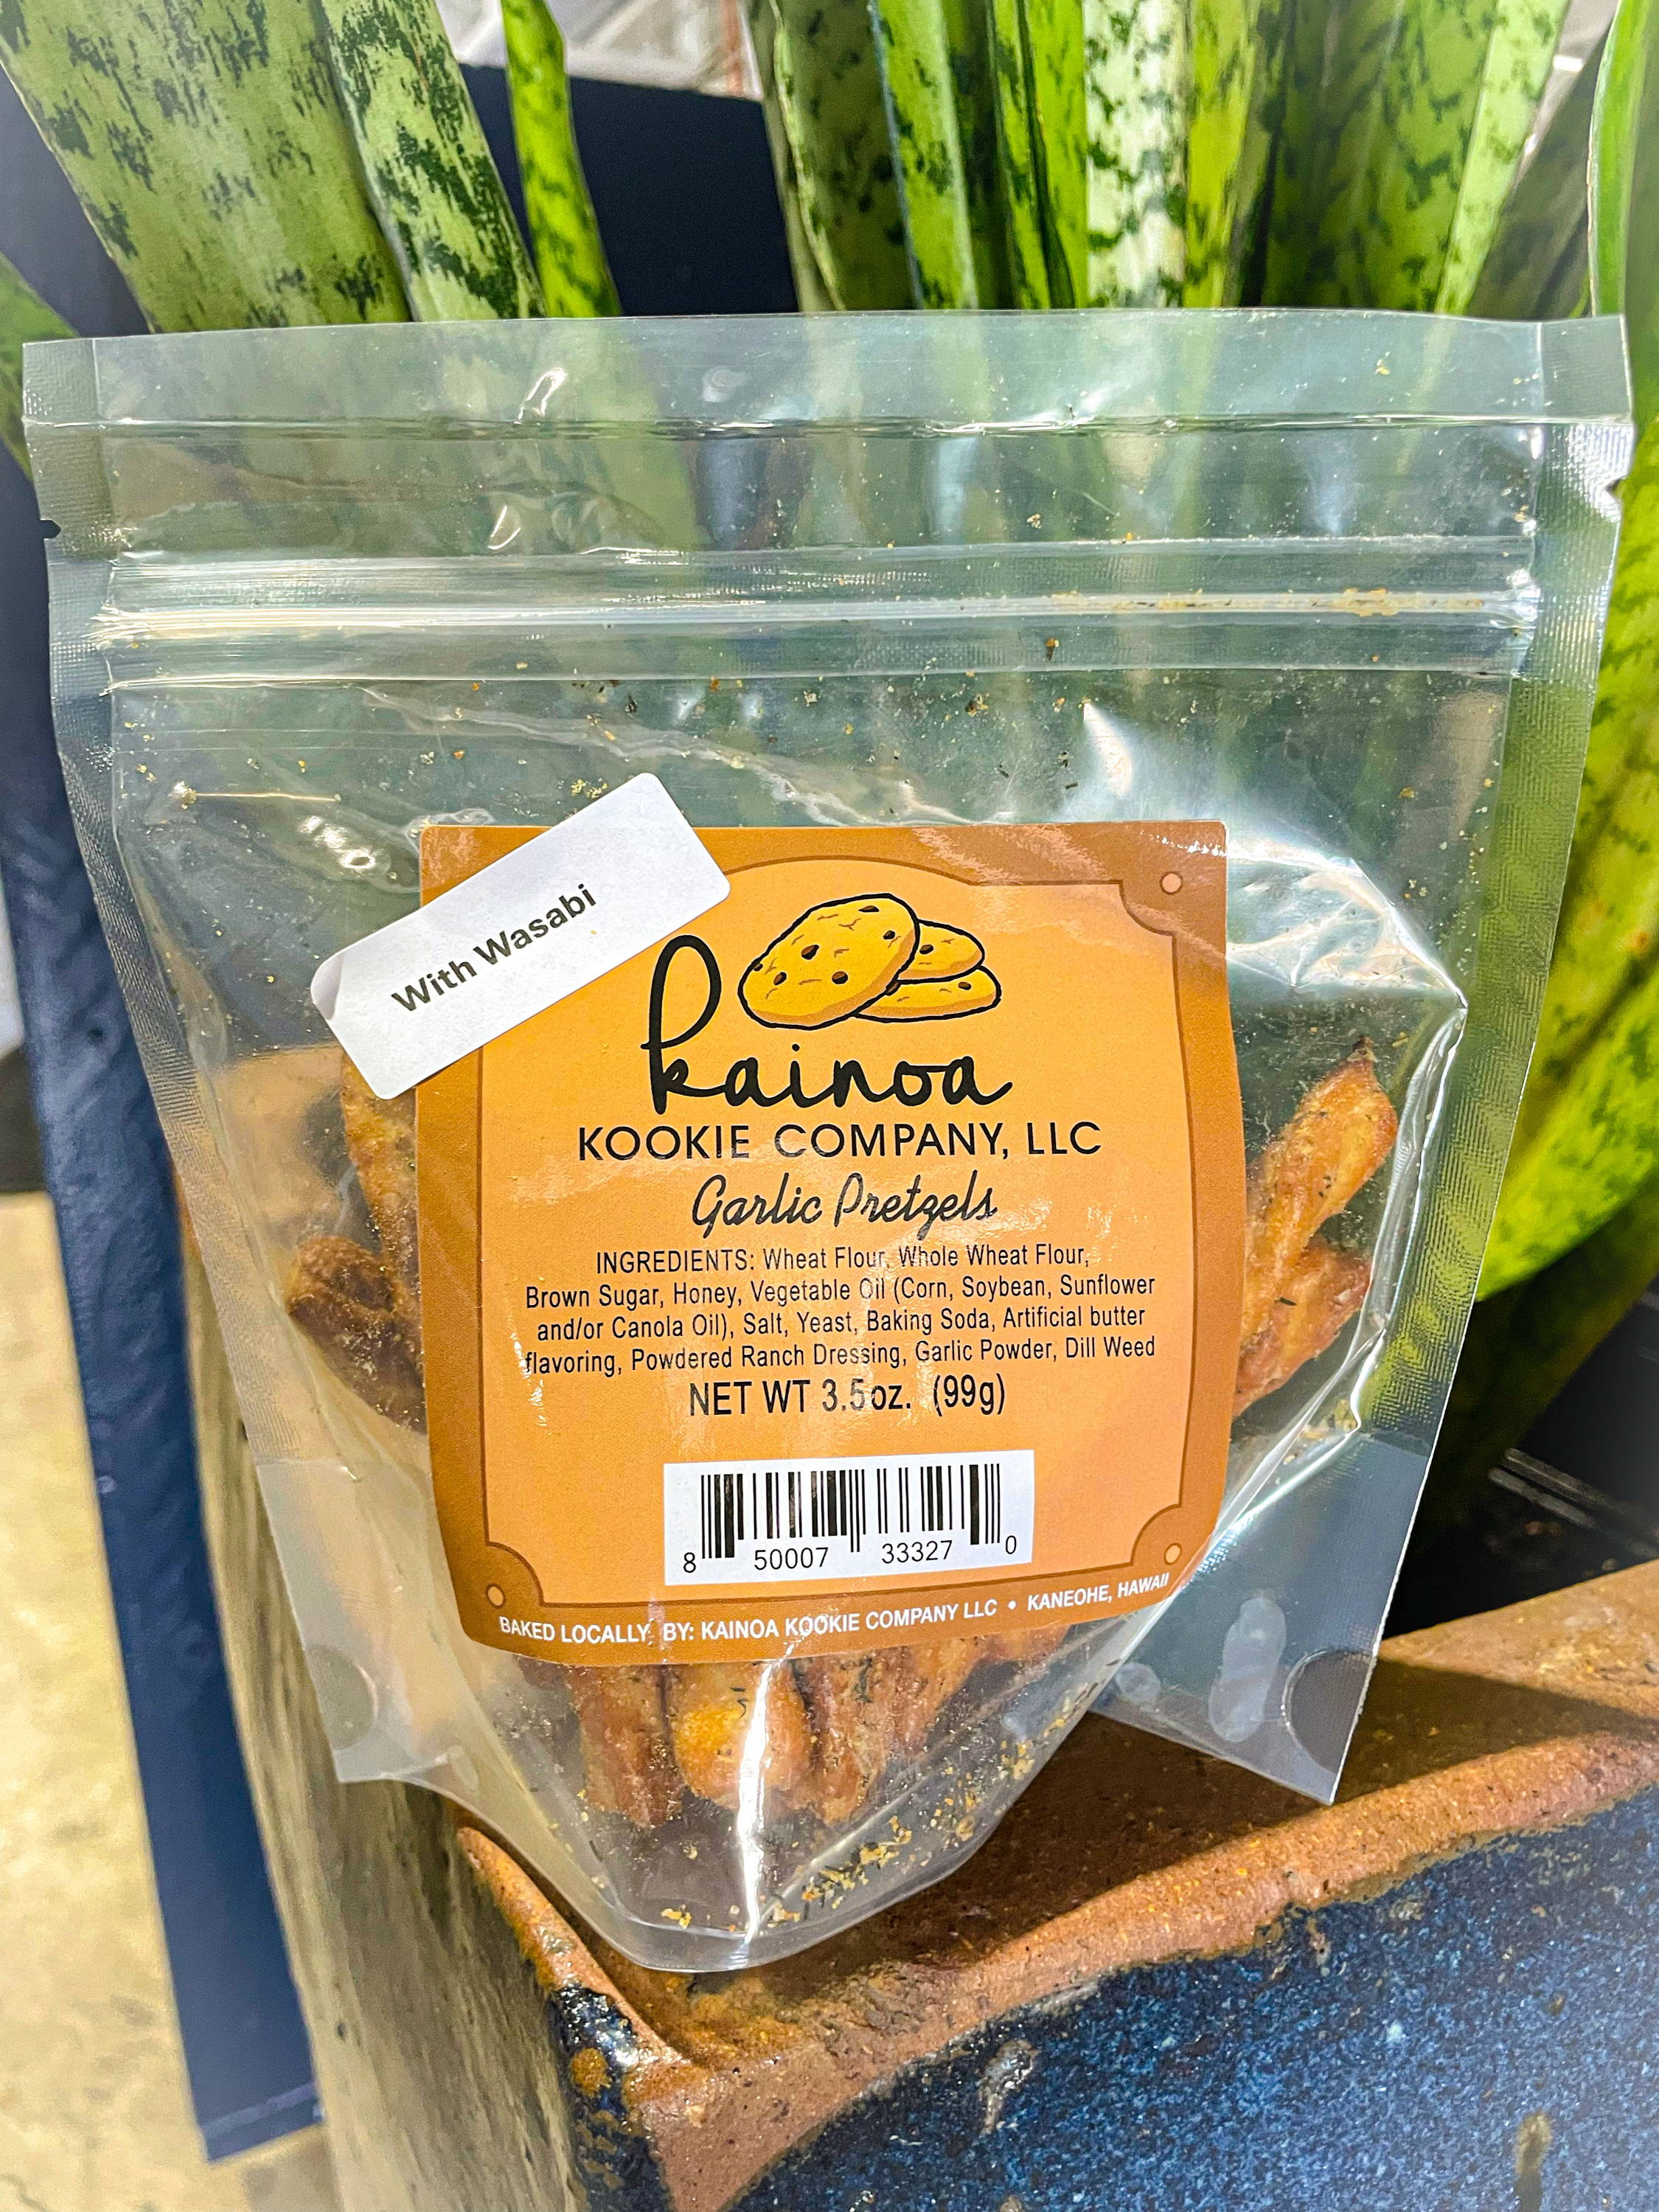 With Wasabi
kainoa
KOOKIE COMPANY, LLC
Garlic Pretzels
INGREDIENTS: Wheat Flour, Whole Wheat Flour,
Brown Sugar, Honey, Vegetable Oil (Corn, Soybean, Sunflower
and/or Canola Oil), Salt, Yeast, Baking Soda, Artificial butter
flavoring, Powdered Ranch Dressing, Garlic Powder, Dill Weed
NET WT 3.5oz. (99g)
8 50007 33327 0
BAKED LOCALLY BY: KAINOA KOOKIE COMPANY LLC • KANEOHE, HAWAII